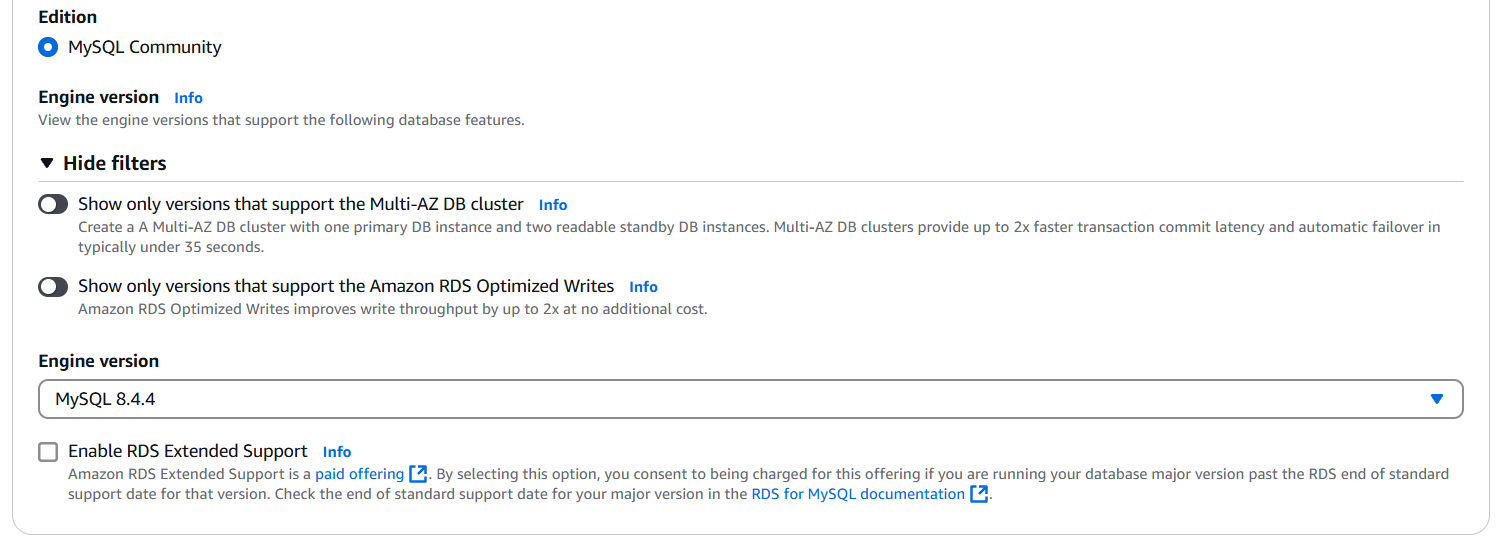 Edition
MySQL Community
Engine version Info
View the engine versions that support the following database features.
Hide filters
Show only versions that support the Multi-AZ DB cluster Info
Create a A Multi-AZ DB cluster with one primary DB instance and two readable standby DB instances. Multi-AZ DB clusters provide up to 2x faster transaction commit latency and automatic failover in
typically under 35 seconds.
Show only versions that support the Amazon RDS Optimized Writes Info
Amazon RDS Optimized Writes improves write throughput by up to 2x at no additional cost.
Engine version
MySQL 8.4.4
Enable RDS Extended Support Info
Amazon RDS Extended Support is a paid offering. By selecting this option, you consent to being charged for this offering if you are running your database major version past the RDS end of standard
support date for that version. Check the end of standard support date for your major version in the RDS for MySQL documentation.